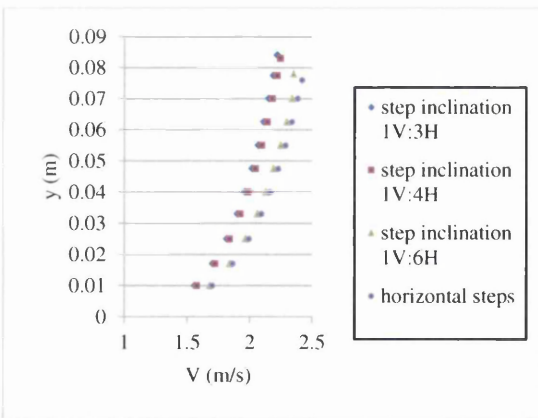 0.09
0.08
0.07
0.06
0.05
0.04
0.03
0.02
0.01
0
y (m)
1
1.5
2
2.5
V (m/s)
step inclination
1V:3H
step inclination
1V:4H
step inclination
1V:6H
horizontal steps